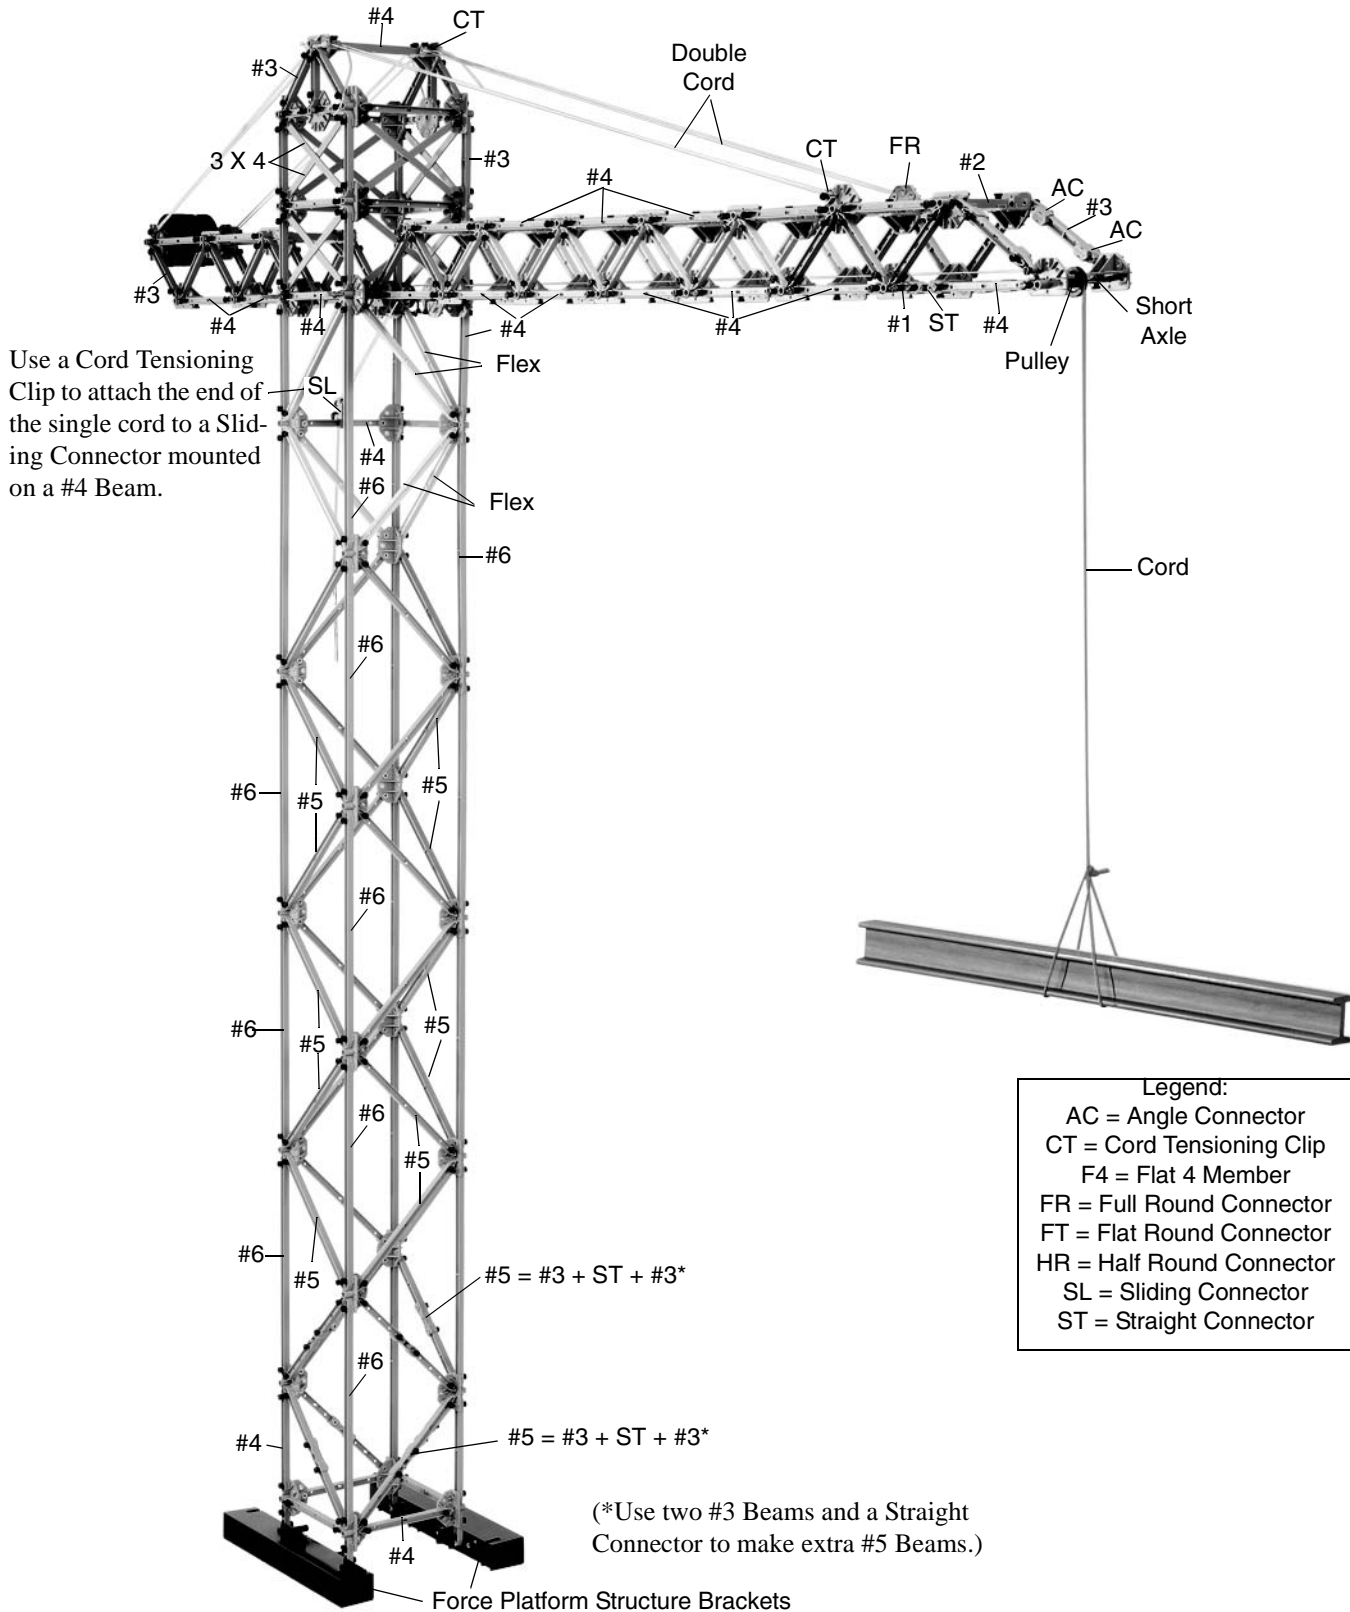 #4
CT
Double
Cord
#3
3 X 4
#3
CT
FR
#2
AC
#3
AC
#4
#3
#4
#4
#4
#4
#4
#1
ST
#4
Short
Axle
Pulley
Use a Cord Tensioning
Clip to attach the end of
the single cord to a Slid-
ing Connector mounted
on a #4 Beam.
SL
Flex
#4
#6
Flex
#6
Cord
#6
#6
#5
#5
#6
#6
#5
#5
#6
#5
#6
#5
#5 = #3 + ST + #3*
#6
#4
#5 = #3 + ST + #3*
(*Use two #3 Beams and a Straight
Connector to make extra #5 Beams.)
#4
Force Platform Structure Brackets
Legend:
AC = Angle Connector
CT = Cord Tensioning Clip
F4 = Flat 4 Member
FR = Full Round Connector
FT = Flat Round Connector
HR = Half Round Connector
SL = Sliding Connector
ST = Straight Connector